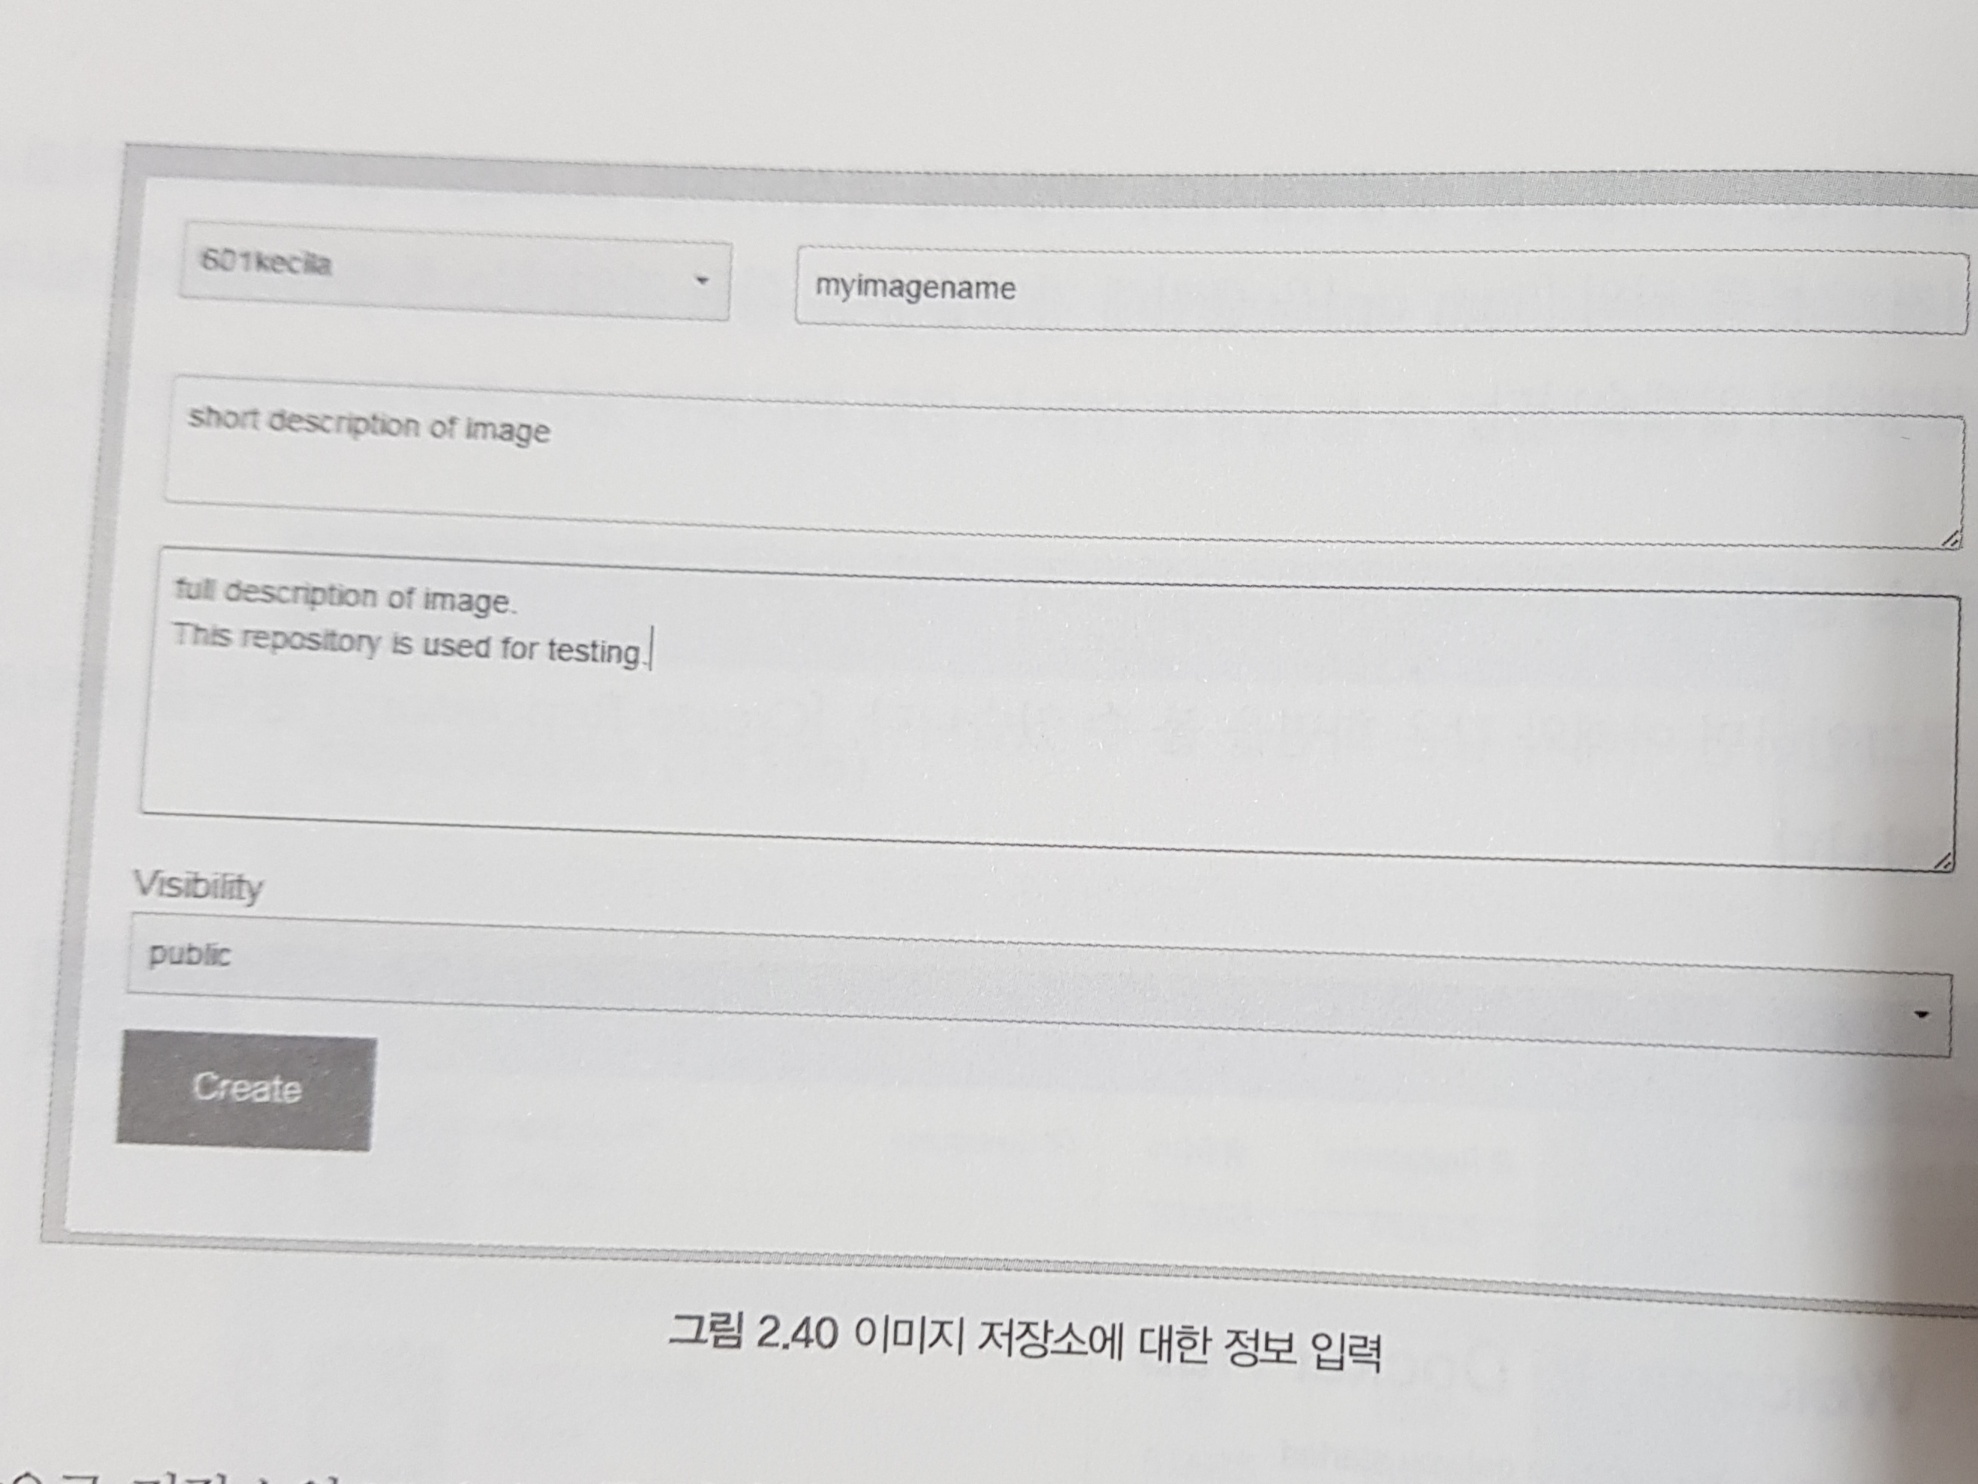 601kecila
myimagename
short description of image
full description of image.
This repository is used for testing.
Visibility
public
Create
그림 2.40 이미지 저장소에 대한 정보 입력